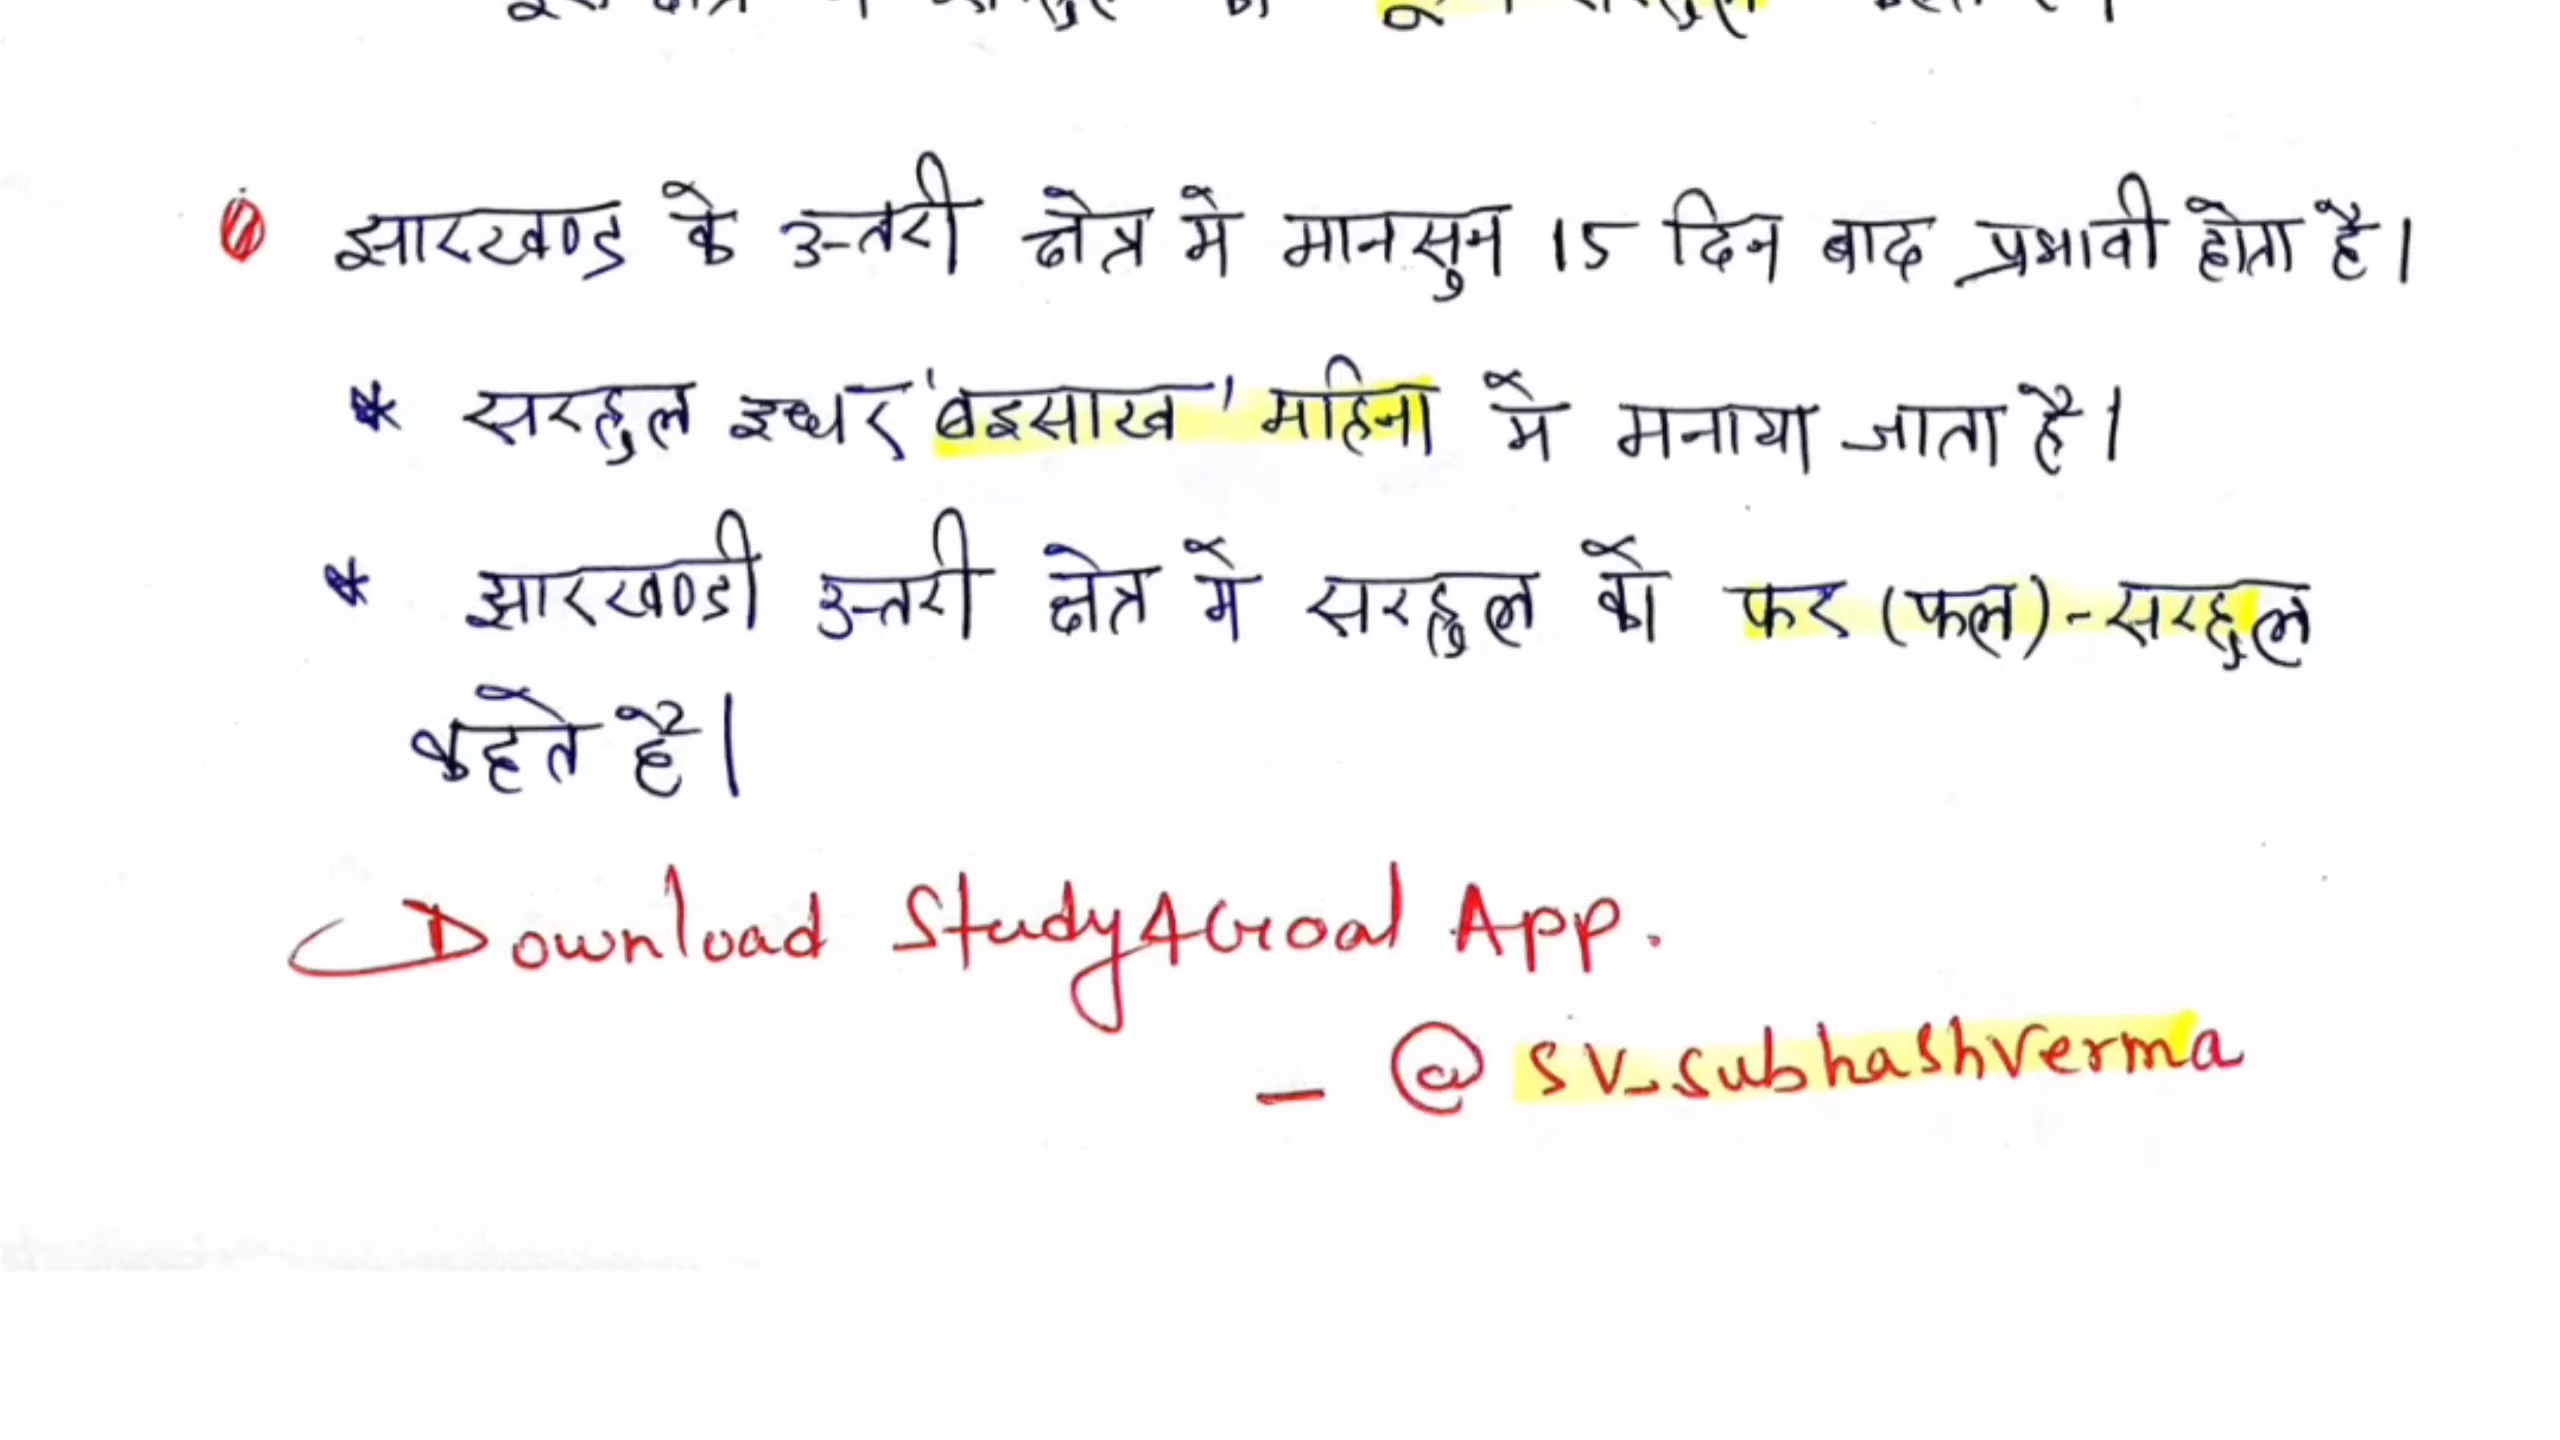 झारखण्ड के उत्तरी क्षेत्र में मानसुन 15 दिन बाद प्रभावी होता है।
* सरहुल इधर 'बइसाख' महिना में मनाया जाता है।
* झारखण्डी उत्तरी क्षेत्र में सरहुल को फर (फल)-सरहुल
कहते है।
Download Study4Goal App.
- @sv_subhashverma